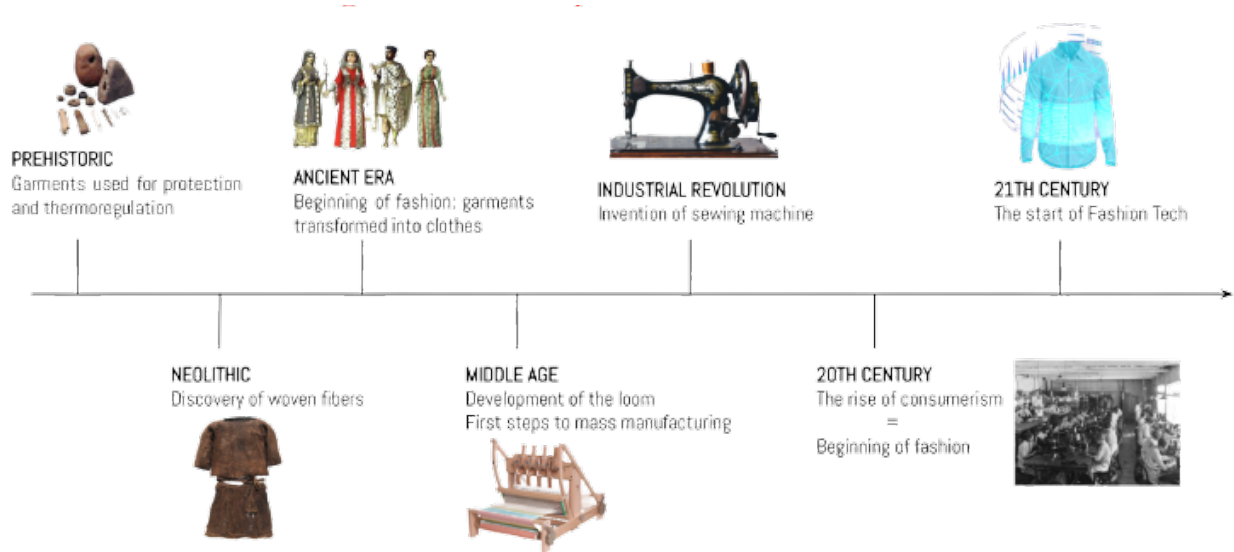 PREHISTORIC
Garments used for protection
and thermoregulation
NEOLITHIC
Discovery of woven fibers
ANCIENT ERA
Beginning of fashion; garments
transformed into clothes
MIDDLE AGE
Development of the loom
First steps to mass manufacturing
INDUSTRIAL REVOLUTION
Invention of sewing machine
20TH CENTURY
The rise of consumerism
=
Beginning of fashion
21TH CENTURY
The start of Fashion Tech